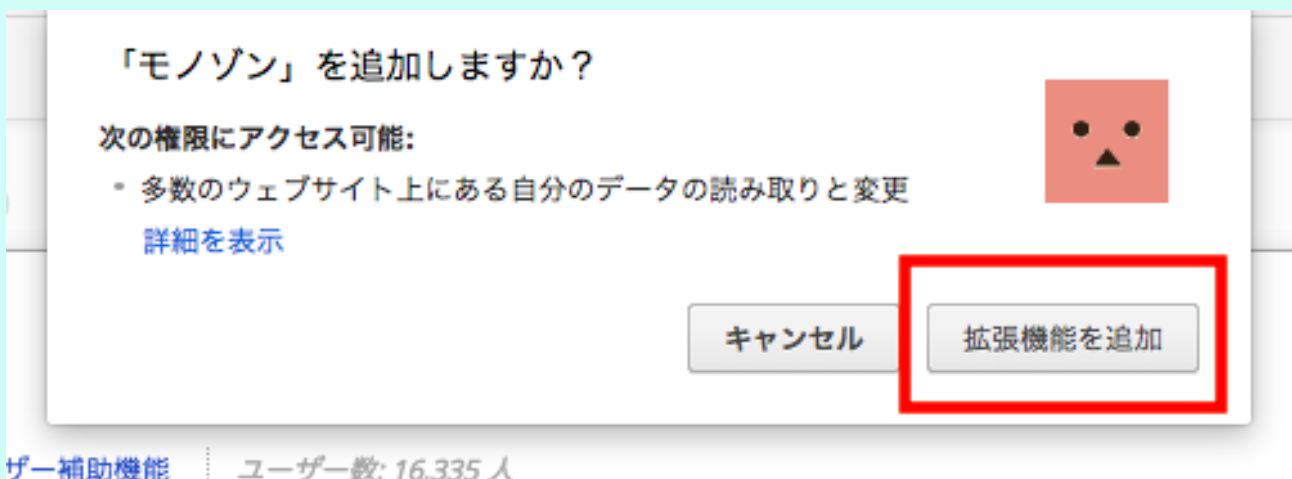 「モノゾン」を追加しますか？
次の権限にアクセス可能:
• 多数のウェブサイト上にある自分のデータの読み取りと変更
詳細を表示
キャンセル 拡張機能を追加
ザー補助機能 ユーザー数: 16,335 人